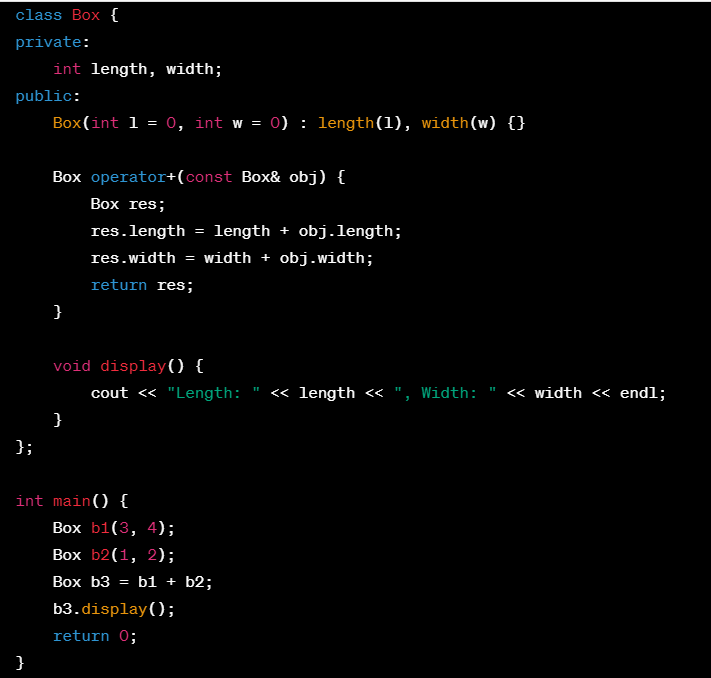 class Box {
private:
    int length, width;
public:
    Box(int l = 0, int w = 0) : length(l), width(w) {}

    Box operator+(const Box& obj) {
        Box res;
        res.length = length + obj.length;
        res.width = width + obj.width;
        return res;
    }

    void display() {
        cout << "Length: " << length << ", Width: " << width << endl;
    }
};

int main() {
    Box b1(3, 4);
    Box b2(1, 2);
    Box b3 = b1 + b2;
    b3.display();
    return 0;
}